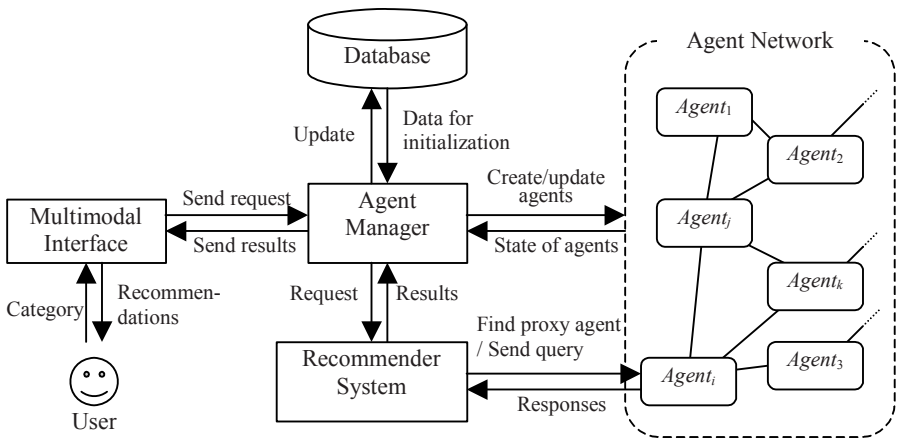 Database
Agent Network
Update
Data for
initialization
Agent₁
Agent₂
Multimodal
Interface
Send request
Send results
Agent
Manager
Create/update
agents
State of agents
Agentⱼ
Agentₖ
Category
Recommen-
dations
Request
Results
Recommender
System
Find proxy agent
/ Send query
Responses
Agentᵢ
Agent₃
User